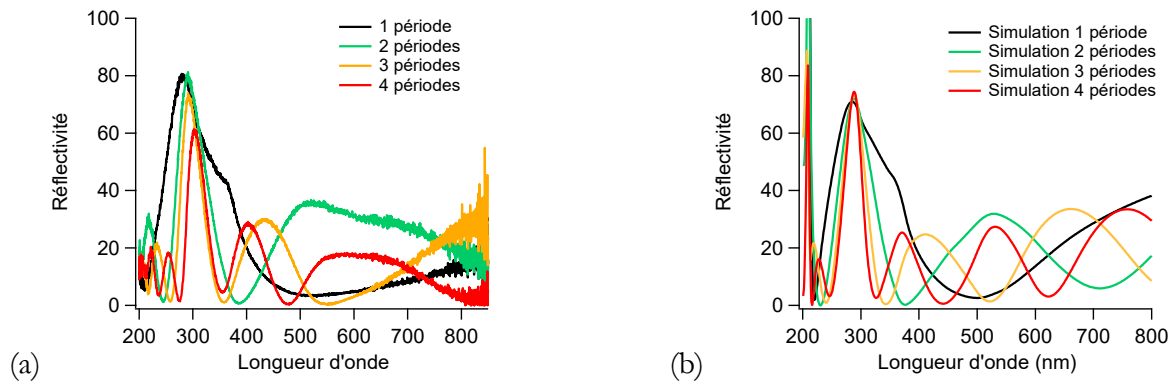 100
80
60
40
20
0
Réflectivité
1 période
2 périodes
3 périodes
4 périodes
200 300 400 500 600 700 800
Longueur d'onde
(a)
100
80
60
40
20
0
Réflectivité
Simulation 1 période
Simulation 2 périodes
Simulation 3 périodes
Simulation 4 périodes
200 300 400 500 600 700 800
Longueur d'onde (nm)
(b)